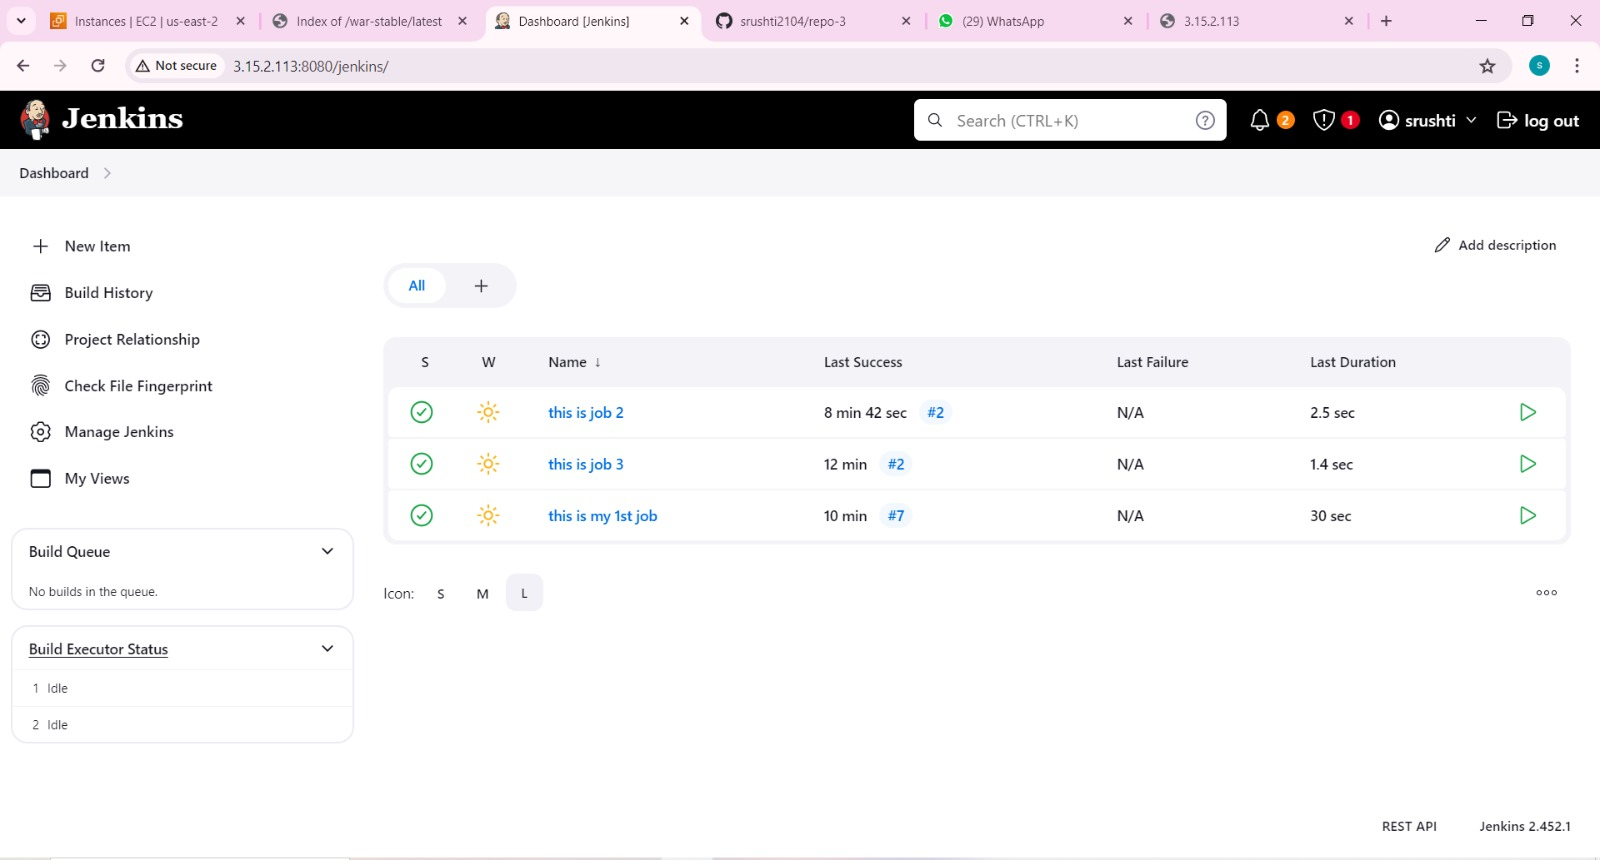 Instances | EC2 | us-east-2
Index of /war-stable/latest
Dashboard [Jenkins]
srushti2104/repo-3
(29) WhatsApp
3.15.2.113
Not secure
3.15.2.113:8080/jenkins/
s
Jenkins
Search (CTRL+K)
?
2
1
srushti
log out
Dashboard
New Item
Build History
Project Relationship
Check File Fingerprint
Manage Jenkins
My Views
Build Queue
No builds in the queue.
Build Executor Status
1 Idle
2 Idle
Add description
All
+
S W Name ↓ Last Success Last Failure Last Duration
this is job 2 8 min 42 sec #2 N/A 2.5 sec
this is job 3 12 min #2 N/A 1.4 sec
this is my 1st job 10 min #7 N/A 30 sec
Icon: S M L
REST API Jenkins 2.452.1